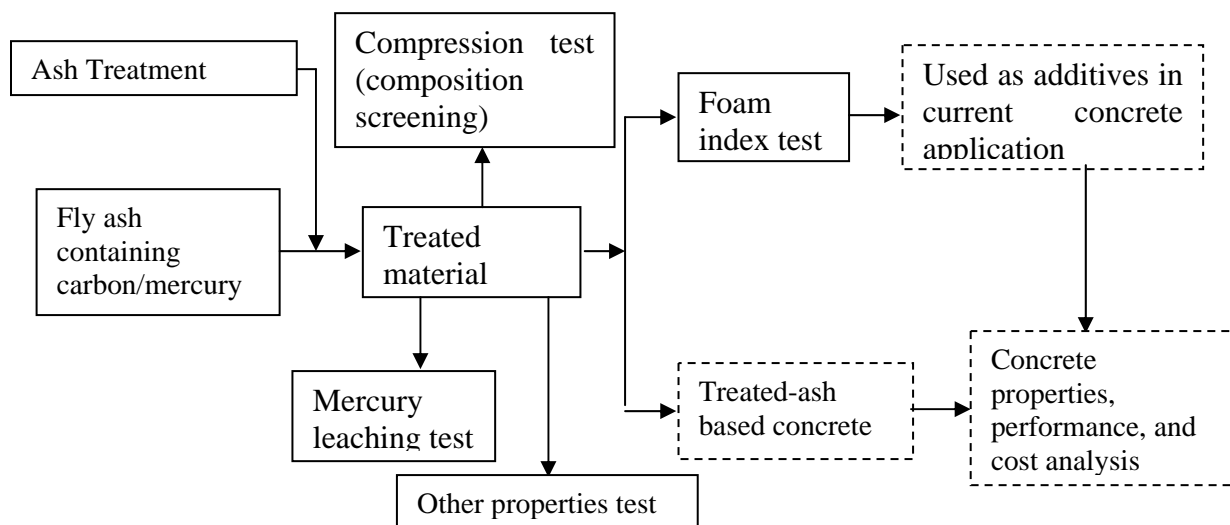 Ash Treatment
Compression test
(composition
screening)
Foam
index test
Used as additives in
current concrete
application
Fly ash
containing
carbon/mercury
Treated
material
Mercury
leaching test
Other properties test
Treated-ash
based concrete
Concrete
properties,
performance, and
cost analysis